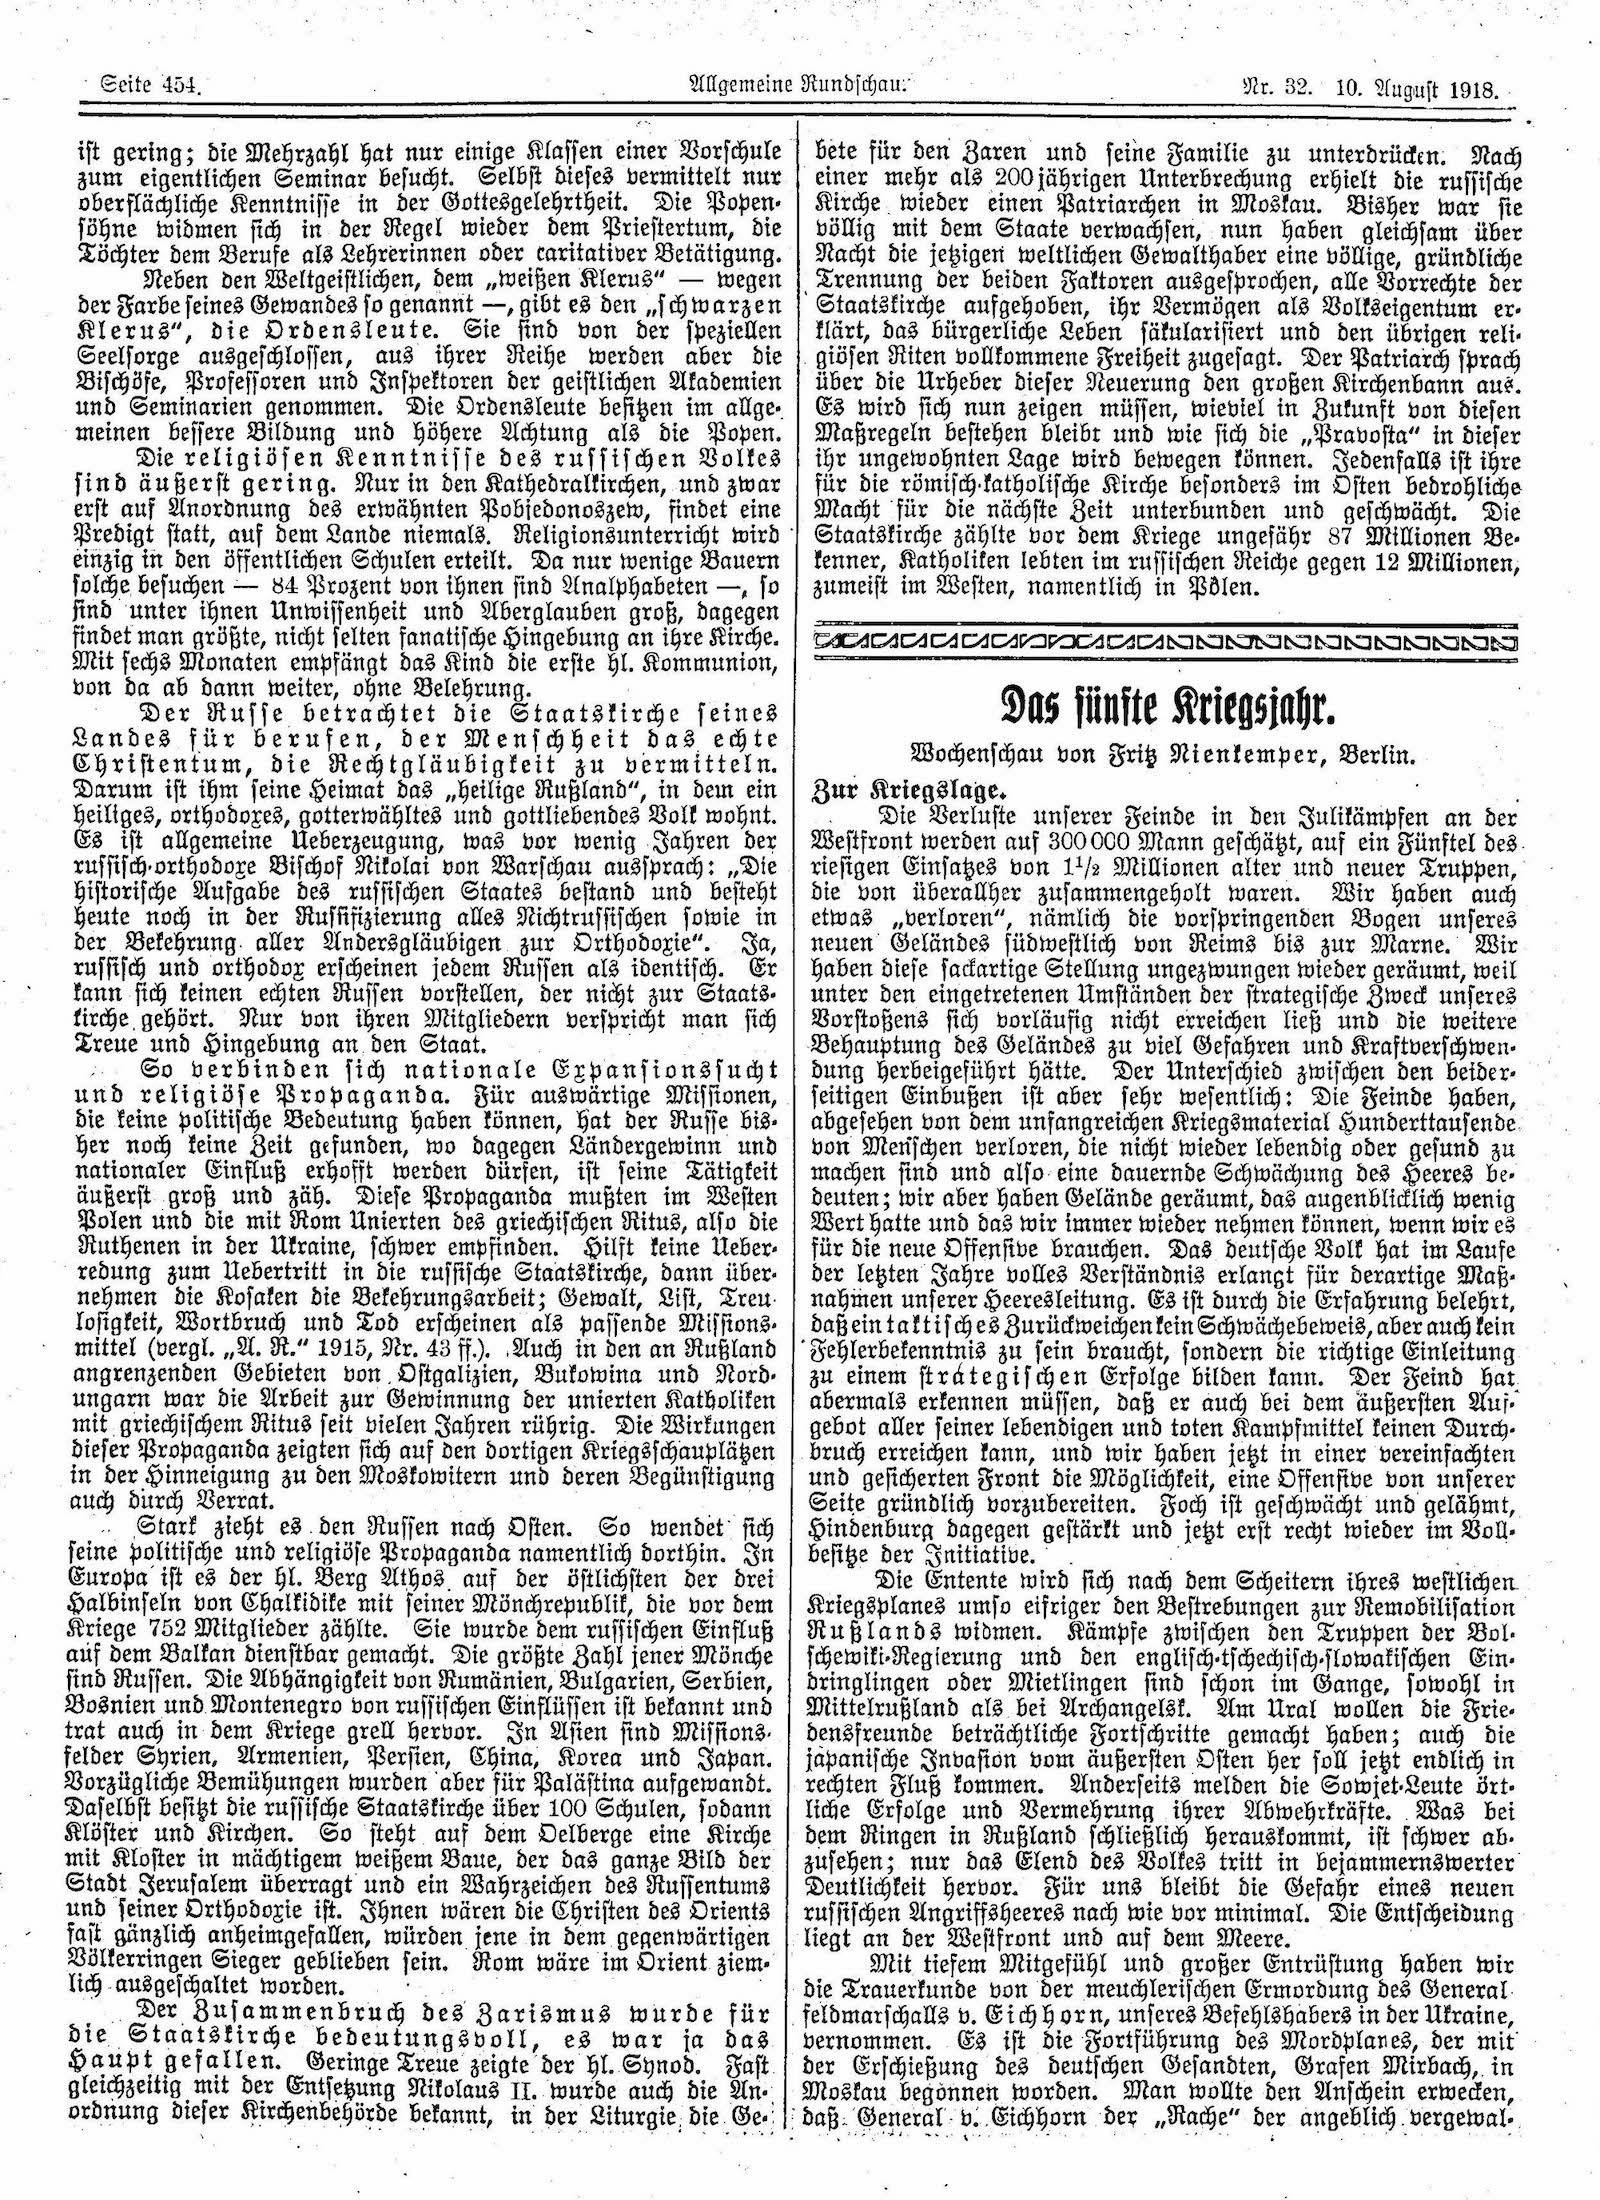 Seite 454.
Allgemeine Rundschau.
Nr. 32. 10. August 1918.
ist gering; die Mehrzahl hat nur einige Klassen einer Vorschule
zum eigentlichen Seminar besucht. Selbst dieses vermittelt nur
oberflächliche Kenntnisse in der Gottesgelehrtheit. Die Popen-
söhne widmen sich in der Regel wieder dem Priestertum, die
Töchter dem Berufe als Lehrerinnen oder caritativer Betätigung.
Neben den Weltgeistlichen, dem „weißen Klerus“ — wegen
der Farbe seines Gewandes so genannt —, gibt es den „schwarzen
Klerus“, die Ordensleute. Sie sind von der speziellen
Seelsorge ausgeschlossen, aus ihrer Reihe werden aber die
Bischöfe, Professoren und Inspektoren der geistlichen Akademien
und Seminarien genommen. Die Ordensleute besitzen im allge-
meinen bessere Bildung und höhere Achtung als die Popen.
Die religiösen Kenntnisse des russischen Volkes
sind äußerst gering. Nur in den Kathedralkirchen, und zwar
erst auf Anordnung des erwähnten Pobjedonoszew, findet eine
Predigt statt, auf dem Lande niemals. Religionsunterricht wird
einzig in den öffentlichen Schulen erteilt. Da nur wenige Bauern
solche besuchen — 84 Prozent von ihnen sind Analphabeten —, so
sind unter ihnen Unwissenheit und Aberglauben groß, dagegen
findet man größte, nicht selten fanatische Hingebung an ihre Kirche.
Mit sechs Monaten empfängt das Kind die erste hl. Kommunion,
von da ab dann weiter, ohne Belehrung.
Der Russe betrachtet die Staatskirche seines
Landes für berufen, der Menschheit das echte
Christentum, die Rechtgläubigkeit zu vermitteln.
Darum ist ihm seine Heimat das „heilige Rußland“, in dem ein
heiliges, orthodoxes, gotterwähltes und gottliebendes Volk wohnt.
Es ist allgemeine Ueberzeugung, was vor wenig Jahren der
russisch-orthodoxe Bischof Nikolai von Warschau aussprach: „Die
historische Aufgabe des russischen Staates bestand und besteht
heute noch in der Russifizierung alles Nichtrussischen sowie in
der Bekehrung aller Andersgläubigen zur Orthodoxie“. Ja,
russisch und orthodox erscheinen jedem Russen als identisch. Er
kann sich keinen echten Russen vorstellen, der nicht zur Staats-
kirche gehört. Nur von ihren Mitgliedern verspricht man sich
Treue und Hingebung an den Staat.
So verbinden sich nationale Expansionssucht
und religiöse Propaganda. Für auswärtige Missionen,
die keine politische Bedeutung haben können, hat der Russe bis-
her noch keine Zeit gefunden, wo dagegen Ländergewinn und
nationaler Einfluß erhofft werden dürfen, ist seine Tätigkeit
äußerst groß und zäh. Diese Propaganda mußten im Westen
Polen und die mit Rom Unierten des griechischen Ritus, also die
Ruthenen in der Ukraine, schwer empfinden. Hilft keine Ueber-
redung zum Uebertritt in die russische Staatskirche, dann über-
nehmen die Kosaken die Bekehrungsarbeit; Gewalt, List, Treu-
losigkeit, Wortbruch und Tod erscheinen als passende Missions-
mittel (vergl. „A. R.“ 1915, Nr. 43 ff.). Auch in den an Rußland
angrenzenden Gebieten von Ostgalizien, Bukowina und Nord-
ungarn war die Arbeit zur Gewinnung der unierten Katholiken
mit griechischem Ritus seit vielen Jahren rührig. Die Wirkungen
dieser Propaganda zeigten sich auf den dortigen Kriegsschauplätzen
in der Hinneigung zu den Moskowitern und deren Begünstigung
auch durch Verrat.
Stark zieht es den Russen nach Osten. So wendet sich
seine politische und religiöse Propaganda namentlich dorthin. In
Europa ist es der hl. Berg Athos auf der östlichsten der drei
Halbinseln von Chalkidike mit seiner Mönchrepublik, die vor dem
Kriege 752 Mitglieder zählte. Sie wurde dem russischen Einfluß
auf dem Balkan dienstbar gemacht. Die größte Zahl jener Mönche
sind Russen. Die Abhängigkeit von Rumänien, Bulgarien, Serbien,
Bosnien und Montenegro von russischen Einflüssen ist bekannt und
trat auch in dem Kriege grell hervor. In Asien sind Missions-
felder Syrien, Armenien, Persien, China, Korea und Japan.
Vorzügliche Bemühungen wurden aber für Palästina aufgewandt.
Daselbst besitzt die russische Staatskirche über 100 Schulen, sodann
Klöster und Kirchen. So steht auf dem Oelberge eine Kirche
mit Kloster in mächtigem weißem Baue, der das ganze Bild der
Stadt Jerusalem überragt und ein Wahrzeichen des Russentums
und seiner Orthodoxie ist. Ihnen wären die Christen des Orients
fast gänzlich anheimgefallen, würden jene in dem gegenwärtigen
Völkerringen Sieger geblieben sein. Rom wäre im Orient ziem-
lich ausgeschaltet worden.
Der Zusammenbruch des Zarismus wurde für
die Staatskirche bedeutungsvoll, es war ja das
Haupt gefallen. Geringe Treue zeigte der hl. Synod. Fast
gleichzeitig mit der Entsetzung Nikolaus II. wurde auch die An-
ordnung dieser Kirchenbehörde bekannt, in der Liturgie die Ge-
bete für den Zaren und seine Familie zu unterdrücken. Nach
einer mehr als 200jährigen Unterbrechung erhielt die russische
Kirche wieder einen Patriarchen in Moskau. Bisher war sie
völlig mit dem Staate verwachsen, nun haben gleichsam über
Nacht die jetzigen weltlichen Gewalthaber eine völlige, gründliche
Trennung der beiden Faktoren ausgesprochen, alle Vorrechte der
Staatskirche aufgehoben, ihr Vermögen als Volkseigentum er-
klärt, das bürgerliche Leben säkularisiert und den übrigen reli-
giösen Riten vollkommene Freiheit zugesagt. Der Patriarch sprach
über die Urheber dieser Neuerung den großen Kirchenbann aus.
Es wird sich nun zeigen müssen, wieviel in Zukunft von diesen
Maßregeln bestehen bleibt und wie sich die „Pravosta“ in dieser
ihr ungewohnten Lage wird bewegen können. Jedenfalls ist ihre
für die römisch-katholische Kirche besonders im Osten bedrohliche
Macht für die nächste Zeit unterbunden und geschwächt. Die
Staatskirche zählte vor dem Kriege ungefähr 87 Millionen Be-
kenner, Katholiken lebten im russischen Reiche gegen 12 Millionen,
zumeist im Westen, namentlich in Polen.
Das fünfte Kriegsjahr.
Wochenschau von Fritz Nienkemper, Berlin.
Zur Kriegslage.
Die Verluste unserer Feinde in den Julikämpfen an der
Westfront werden auf 300 000 Mann geschätzt, auf ein Fünftel des
riesigen Einsatzes von 1 1/2 Millionen alter und neuer Truppen,
die von überallher zusammengeholt waren. Wir haben auch
etwas „verloren“, nämlich die vorspringenden Bogen unseres
neuen Geländes südwestlich von Reims bis zur Marne. Wir
haben diese sackartige Stellung ungezwungen wieder geräumt, weil
unter den eingetretenen Umständen der strategische Zweck unseres
Vorstoßens sich vorläufig nicht erreichen ließ und die weitere
Behauptung des Geländes zu viel Gefahren und Kraftverschwen-
dung herbeigeführt hätte. Der Unterschied zwischen den beider-
seitigen Einbußen ist aber sehr wesentlich: Die Feinde haben,
abgesehen von dem umfangreichen Kriegsmaterial Hunderttausende
von Menschen verloren, die nicht wieder lebendig oder gesund zu
machen sind und also eine dauernde Schwächung des Heeres be-
deuten; wir aber haben Gelände geräumt, das augenblicklich wenig
Wert hatte und das wir immer wieder nehmen können, wenn wir es
für die neue Offensive brauchen. Das deutsche Volk hat im Laufe
der letzten Jahre volles Verständnis erlangt für derartige Maß-
nahmen unserer Heeresleitung. Es ist durch die Erfahrung belehrt,
daß ein taktisches Zurückweichen kein Schwächebeweis, aber auch kein
Fehlerbekenntnis zu sein braucht, sondern die richtige Einleitung
zu einem strategischen Erfolge bilden kann. Der Feind hat
abermals erkennen müssen, daß er auch bei dem äußersten Auf-
gebot aller seiner lebendigen und toten Kampfmittel keinen Durch-
bruch erreichen kann, und wir haben jetzt in einer vereinfachten
und gesicherten Front die Möglichkeit, eine Offensive von unserer
Seite gründlich vorzubereiten. Foch ist geschwächt und gelähmt,
Hindenburg dagegen gestärkt und jetzt erst recht wieder im Voll-
besitze der Initiative.
Die Entente wird sich nach dem Scheitern ihres westlichen
Kriegsplanes umso eifriger den Bestrebungen zur Remobilisation
Rußlands widmen. Kämpfe zwischen den Truppen der Bol-
schewiki-Regierung und den englisch-tschechisch-slowakischen Ein-
dringlingen oder Mietlingen sind schon im Gange, sowohl in
Mittelrußland als bei Archangelsk. Am Ural wollen die Frie-
densfreunde beträchtliche Fortschritte gemacht haben; auch die
japanische Invasion vom äußersten Osten her soll jetzt endlich in
rechten Fluß kommen. Anderseits melden die Sowjet-Leute ört-
liche Erfolge und Vermehrung ihrer Abwehrkräfte. Was bei
dem Ringen in Rußland schließlich herauskommt, ist schwer ab-
zusehen; nur das Elend des Volkes tritt in bejammernswerter
Deutlichkeit hervor. Für uns bleibt die Gefahr eines neuen
russischen Angriffsheeres nach wie vor minimal. Die Entscheidung
liegt an der Westfront und auf dem Meere.
Mit tiefem Mitgefühl und großer Entrüstung haben wir
die Trauerkunde von der meuchlerischen Ermordung des General
feldmarschalls v. Eichhorn, unseres Befehlshabers in der Ukraine,
vernommen. Es ist die Fortführung des Mordplanes, der mit
der Erschießung des deutschen Gesandten, Grafen Mirbach, in
Moskau begonnen worden. Man wollte den Anschein erwecken,
daß General v. Eichhorn der „Rache“ der angeblich vergewal-